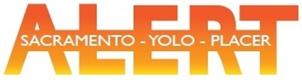 ALERT
SACRAMENTO - YOLO - PLACER